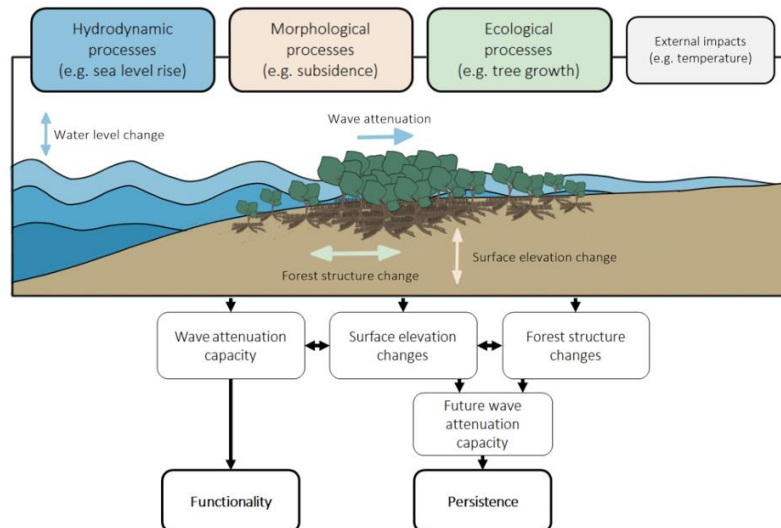 Hydrodynamic
processes
(e.g. sea level rise)
Morphological
processes
(e.g. subsidence)
Ecological
processes
(e.g. tree growth)
External impacts
(e.g. temperature)
Water level change
Wave attenuation
Forest structure
change
Surface elevation change
Wave attenuation
capacity
Surface elevation
changes
Forest structure
changes
Future wave
attenuation
capacity
Functionality
Persistence